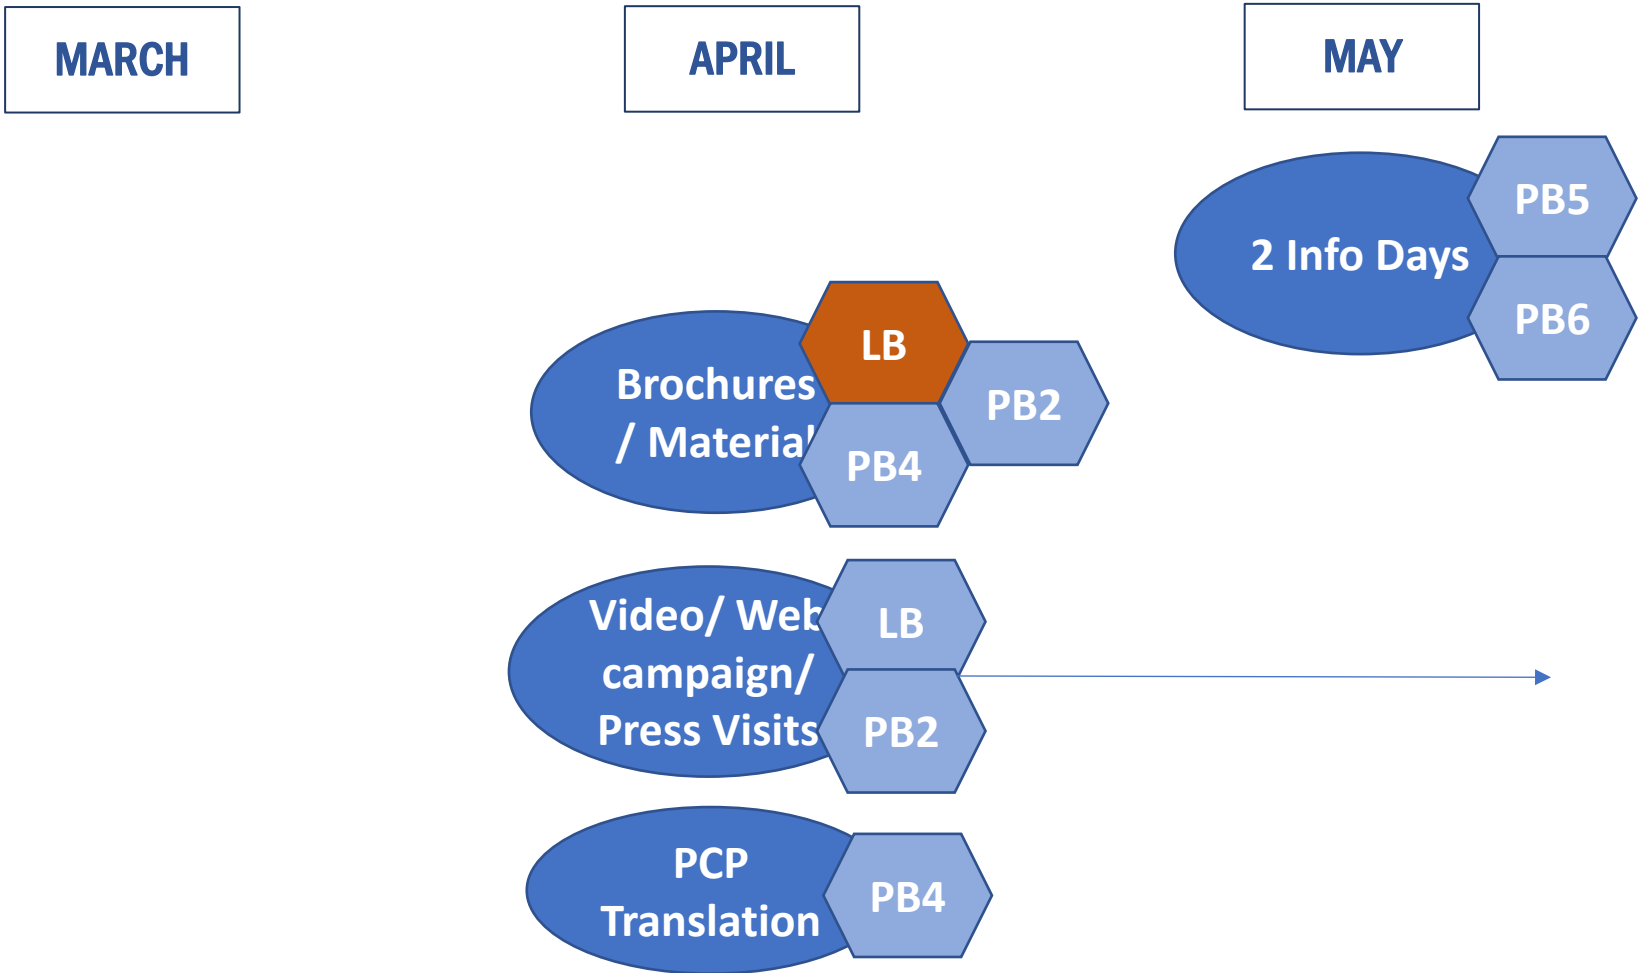 MARCH
APRIL
MAY
2 Info Days
PB5
PB6
Brochures
/ Material
LB
PB2
PB4
Video/ Web
campaign/
Press Visits
LB
PB2
PCP
Translation
PB4